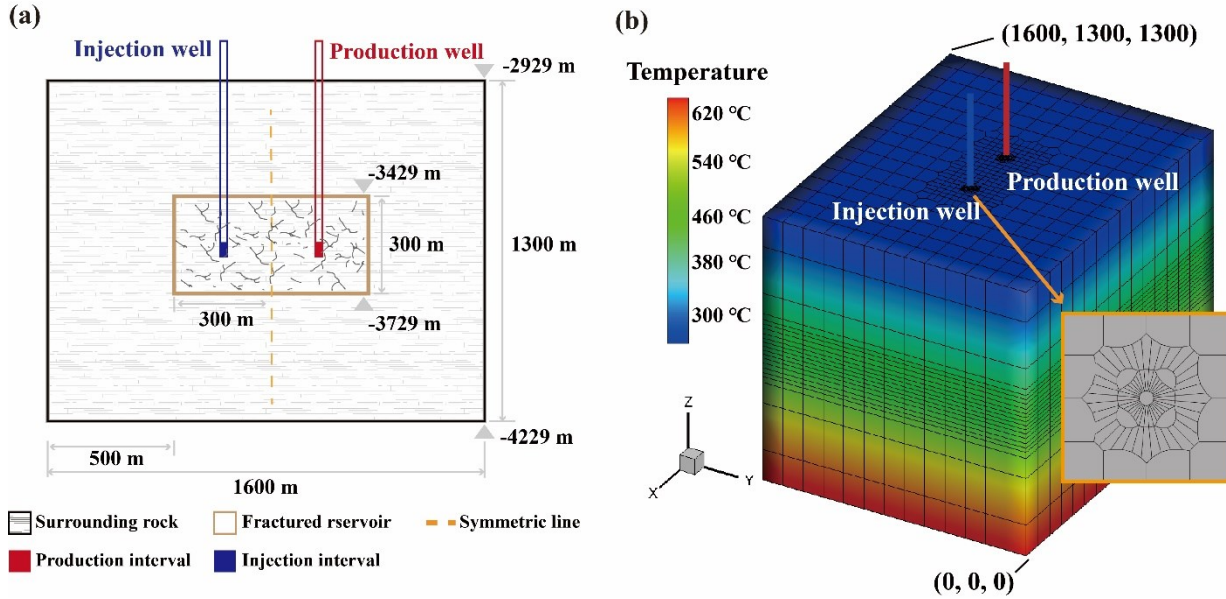 (a)
Injection well
Production well
-2929 m
-3429 m
300 m
1300 m
300 m
-3729 m
-4229 m
500 m
1600 m
Surrounding rock
Fractured rservoir
Symmetric line
Production interval
Injection interval
(b)
(1600, 1300, 1300)
Temperature
620 °C
540 °C
460 °C
380 °C
300 °C
Production well
Injection well
Z
X
Y
(0, 0, 0)